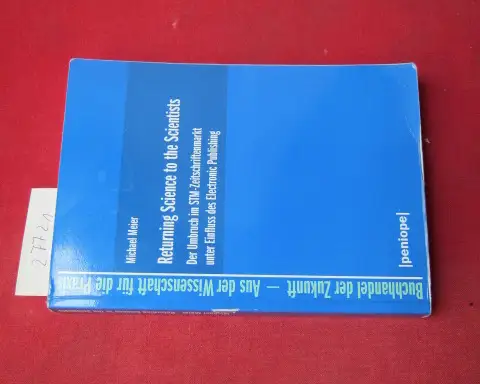 Michael Meier
Returning Science to the Scientists
Der Umbruch im STM-Zeitschriftenmarkt
unter Einfluss des Electronic Publishing
|peniope|
Buchhandel der Zukunft — Aus der Wissenschaft für die Praxis